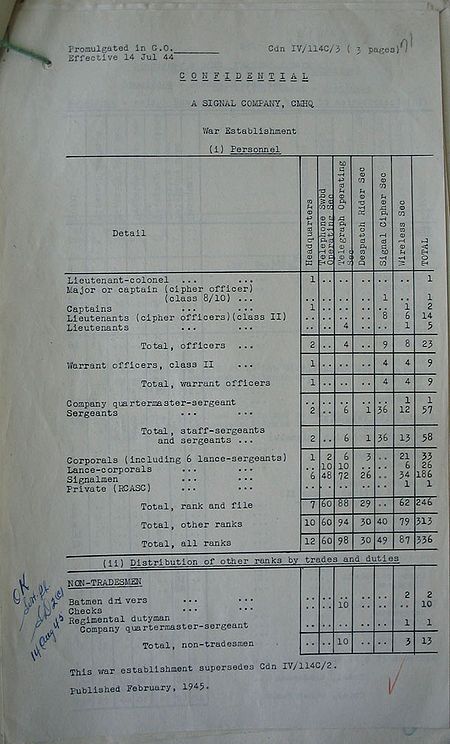 Promulgated in G.O.________ Cdn IV/114C/3 ( 3 pages) 71
Effective 14 Jul 44
CONFIDENTIAL
A SIGNAL COMPANY, CMHQ
War Establishment
(i) Personnel
Detail Headquarters Telephone Swbd Operating Sec Telegraph Operating Sec Despatch Rider Sec Signal Cipher Sec Wireless Sec TOTAL
Lieutenant-colonel ... ... 1 .. .. .. .. .. 1
Major or captain (cipher officer)
(class 8/10) ... .. .. .. .. 1 .. 1
Captains ... ... 1 .. .. .. .. 1 2
Lieutenants (cipher officers)(class II) .. .. .. .. 8 6 14
Lieutenants ... ... .. .. 4 .. .. 1 5
Total, officers ... 2 .. 4 .. 9 8 23
Warrant officers, class II ... 1 .. .. .. 4 4 9
Total, warrant officers 1 .. .. .. 4 4 9
Company quartermaster-sergeant .. .. .. .. .. 1 1
Sergeants ... ... 2 .. 6 1 36 12 57
Total, staff-sergeants
and sergeants ... 2 .. 6 1 36 13 58
Corporals (including 6 lance-sergeants) 1 2 6 3 .. 21 33
Lance-corporals ... ... .. 10 10 .. .. 6 26
Signalmen ... ... 6 48 72 26 .. 34 186
Private (RCASC) ... ... .. .. .. .. .. 1 1
Total, rank and file 7 60 88 29 .. 62 246
Total, other ranks 10 60 94 30 40 79 313
Total, all ranks 12 60 98 30 49 87 336
(ii) Distribution of other ranks by trades and duties
NON-TRADESMEN
Batmen drivers ... ... .. .. .. .. .. 2 2
Checks ... ... .. .. 10 .. .. .. 10
Regimental dutyman
Company quartermaster-sergeant .. .. .. .. .. 1 1
Total, non-tradesmen .. .. 10 .. .. 3 13
This war establishment supersedes Cdn IV/114C/2.
Published February, 1945.
OK
14 Aug 45